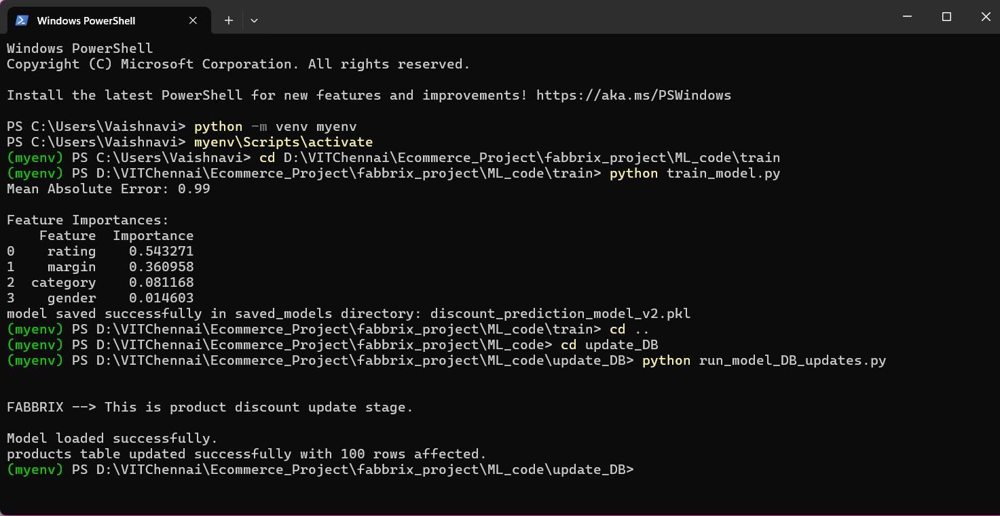 Windows PowerShell
Windows PowerShell
Copyright (C) Microsoft Corporation. All rights reserved.
Install the latest PowerShell for new features and improvements! https://aka.ms/PSWindows
PS C:\Users\Vaishnavi> python -m venv myenv
PS C:\Users\Vaishnavi> myenv\Scripts\activate
(myenv) PS C:\Users\Vaishnavi> cd D:\VITChennai\Ecommerce_Project\fabbrix_project\ML_code\train
(myenv) PS D:\VITChennai\Ecommerce_Project\fabbrix_project\ML_code\train> python train_model.py
Mean Absolute Error: 0.99
Feature Importances:
    Feature  Importance
0    rating    0.543271
1    margin    0.360958
2  category    0.081168
3    gender    0.014603
model saved successfully in saved_models directory: discount_prediction_model_v2.pkl
(myenv) PS D:\VITChennai\Ecommerce_Project\fabbrix_project\ML_code\train> cd ..
(myenv) PS D:\VITChennai\Ecommerce_Project\fabbrix_project\ML_code> cd update_DB
(myenv) PS D:\VITChennai\Ecommerce_Project\fabbrix_project\ML_code\update_DB> python run_model_DB_updates.py
FABBRIX --> This is product discount update stage.
Model loaded successfully.
products table updated successfully with 100 rows affected.
(myenv) PS D:\VITChennai\Ecommerce_Project\fabbrix_project\ML_code\update_DB>